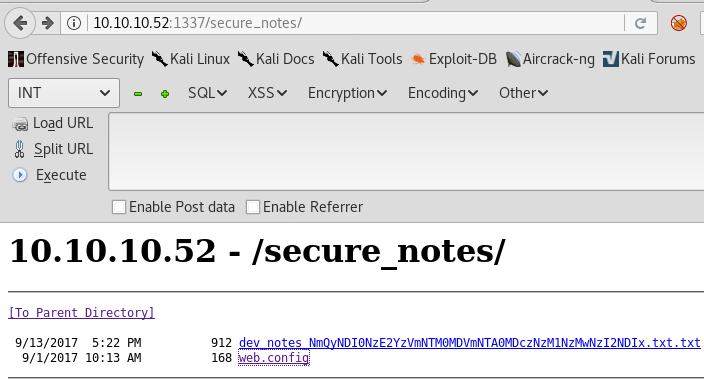 10.10.10.52:1337/secure_notes/
Offensive Security Kali Linux Kali Docs Kali Tools Exploit-DB Aircrack-ng Kali Forums
INT SQL XSS Encryption Encoding Other
Load URL
Split URL
Execute
Enable Post data Enable Referrer
10.10.10.52 - /secure_notes/
[To Parent Directory]
9/13/2017 5:22 PM 912 dev_notes_NmQyNDI0NzE2YzVmNTM0MDVmNTA0MDczNzM1NzMwNzI2NDIx.txt.txt
9/1/2017 10:13 AM 168 web.config